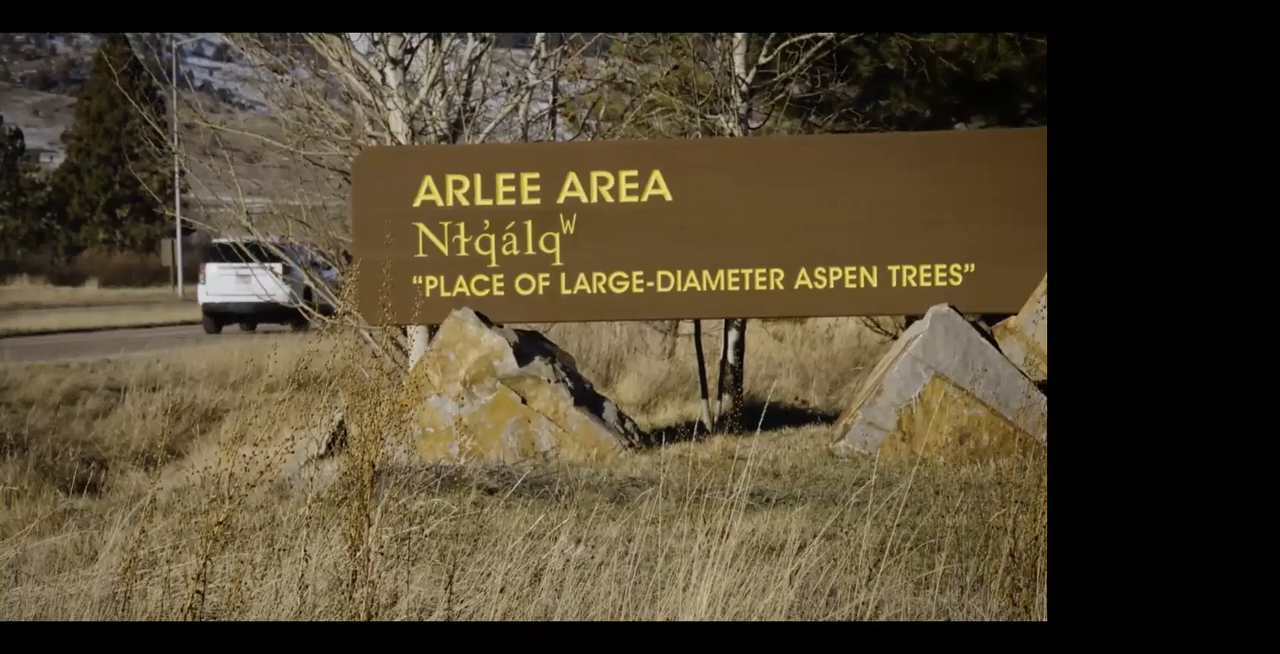 ARLEE AREA
Nɫq̓álqʷ
“PLACE OF LARGE-DIAMETER ASPEN TREES”